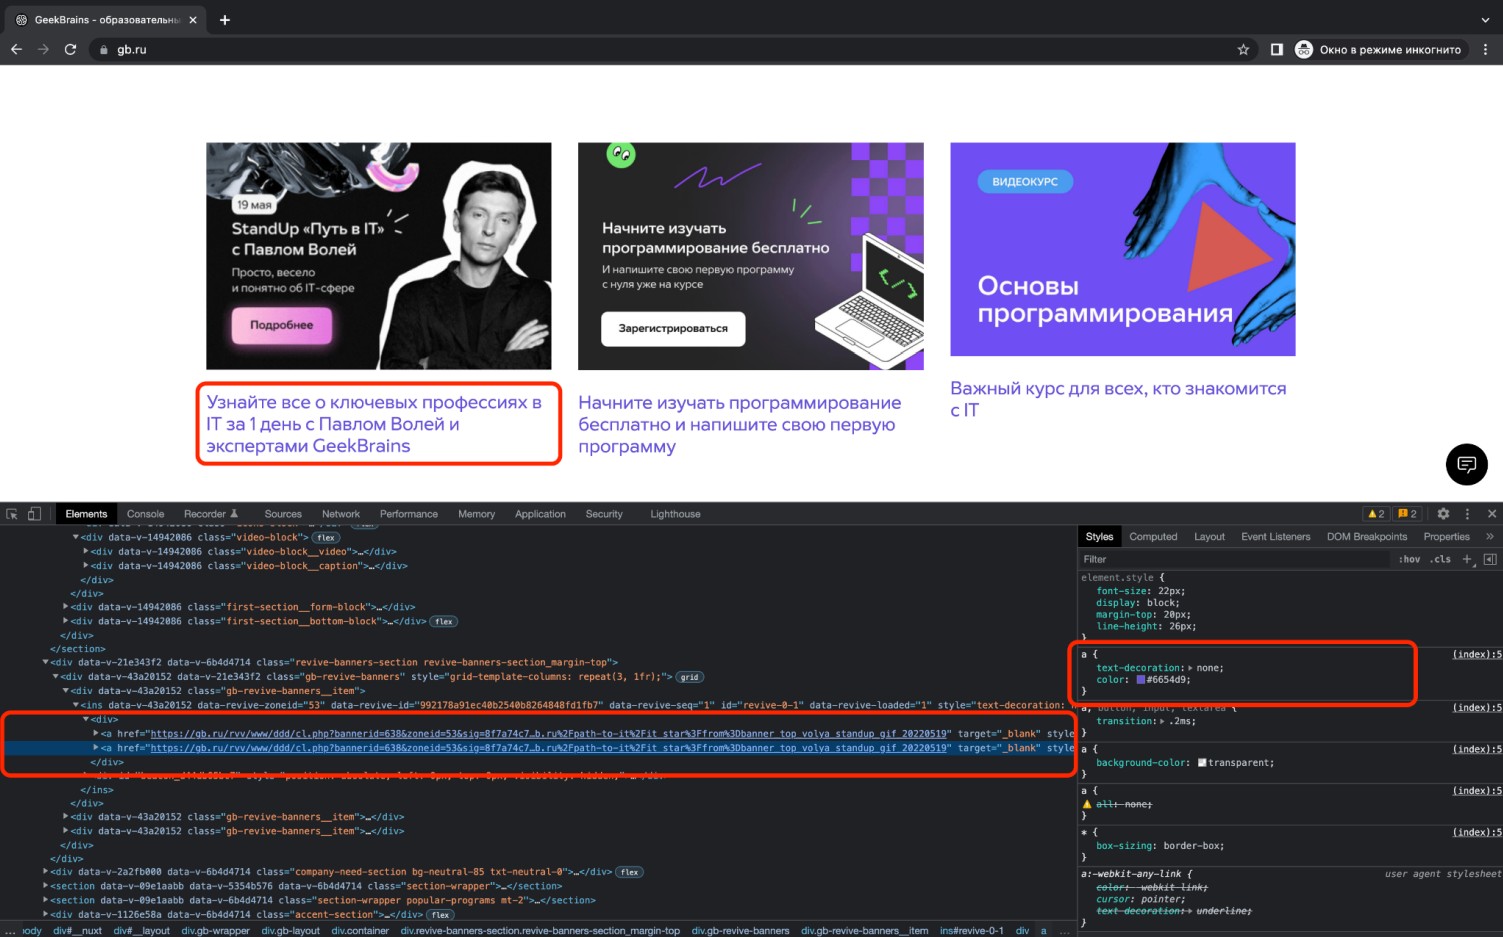 GeekBrains - образовательны
gb.ru
Окно в режиме инкогнито
19 мая
StandUp «Путь в IT»
с Павлом Волей
Просто, весело
и понятно об IT-сфере
Подробнее
Начните изучать
программирование бесплатно
И напишите свою первую программу
с нуля уже на курсе
Зарегистрироваться
</>
ВИДЕОКУРС
Основы
программирования
Узнайте все о ключевых профессиях в
IT за 1 день с Павлом Волей и
экспертами GeekBrains
Начните изучать программирование
бесплатно и напишите свою первую
программу
Важный курс для всех, кто знакомится
с IT
Elements Console Recorder Sources Network Performance Memory Application Security Lighthouse 2 2
<div data-v-14942086 class="video-block"> flex
<div data-v-14942086 class="video-block__video">…</div>
<div data-v-14942086 class="video-block__caption">…</div>
</div>
</div>
<div data-v-14942086 class="first-section__form-block">…</div>
<div data-v-14942086 class="first-section__bottom-block">…</div> flex
</div>
</section>
<div data-v-21e343f2 data-v-6b4d4714 class="revive-banners-section revive-banners-section_margin-top">
<div data-v-43a20152 data-v-21e343f2 class="gb-revive-banners" style="grid-template-columns: repeat(3, 1fr);"> grid
<div data-v-43a20152 class="gb-revive-banners__item">
<ins data-v-43a20152 data-revive-zoneid="53" data-revive-id="992178a91ec40b2540b8264848fd1fb7" data-revive-seq="1" id="revive-0-1" data-revive-loaded="1" style="text-decoration:
<div>
<a href="https://gb.ru/rvv/www/ddd/cl.php?bannerid=638&zoneid=53&sig=8f7a74c7…b.ru%2Fpath-to-it%2Fit_star%3Ffrom%3Dbanner_top_volya_standup_gif_20220519" target="_blank" style
<a href="https://gb.ru/rvv/www/ddd/cl.php?bannerid=638&zoneid=53&sig=8f7a74c7…b.ru%2Fpath-to-it%2Fit_star%3Ffrom%3Dbanner_top_volya_standup_gif_20220519" target="_blank" style
</div>
</ins>
</div>
<div data-v-43a20152 class="gb-revive-banners__item">…</div>
<div data-v-43a20152 class="gb-revive-banners__item">…</div>
</div>
</div>
<div data-v-2a2fb000 data-v-6b4d4714 class="company-need-section bg-neutral-85 txt-neutral-0">…</div> flex
<section data-v-09e1aabb data-v-5354b576 data-v-6b4d4714 class="section-wrapper">…</section>
<section data-v-09e1aabb data-v-6b4d4714 class="section-wrapper popular-programs mt-2">…</section>
<div data-v-1126e58a data-v-6b4d4714 class="accent-section">…</div> flex
… body div#__nuxt div#__layout div.gb-wrapper div.gb-layout div.container div.revive-banners-section.revive-banners-section_margin-top div.gb-revive-banners div.gb-revive-banners__item ins#revive-0-1 div a …
Styles Computed Layout Event Listeners DOM Breakpoints Properties »
Filter :hov .cls +
element.style {
font-size: 22px;
display: block;
margin-top: 20px;
line-height: 26px;
}
a { (index):5
text-decoration: none;
color: #6654d9;
}
a, button, input, textarea { (index):5
transition: .2ms;
}
a { (index):5
background-color: transparent;
}
a { (index):5
all: none;
}
* { (index):5
box-sizing: border-box;
}
a:-webkit-any-link { user agent stylesheet
color: -webkit-link;
cursor: pointer;
text-decoration: underline;
}